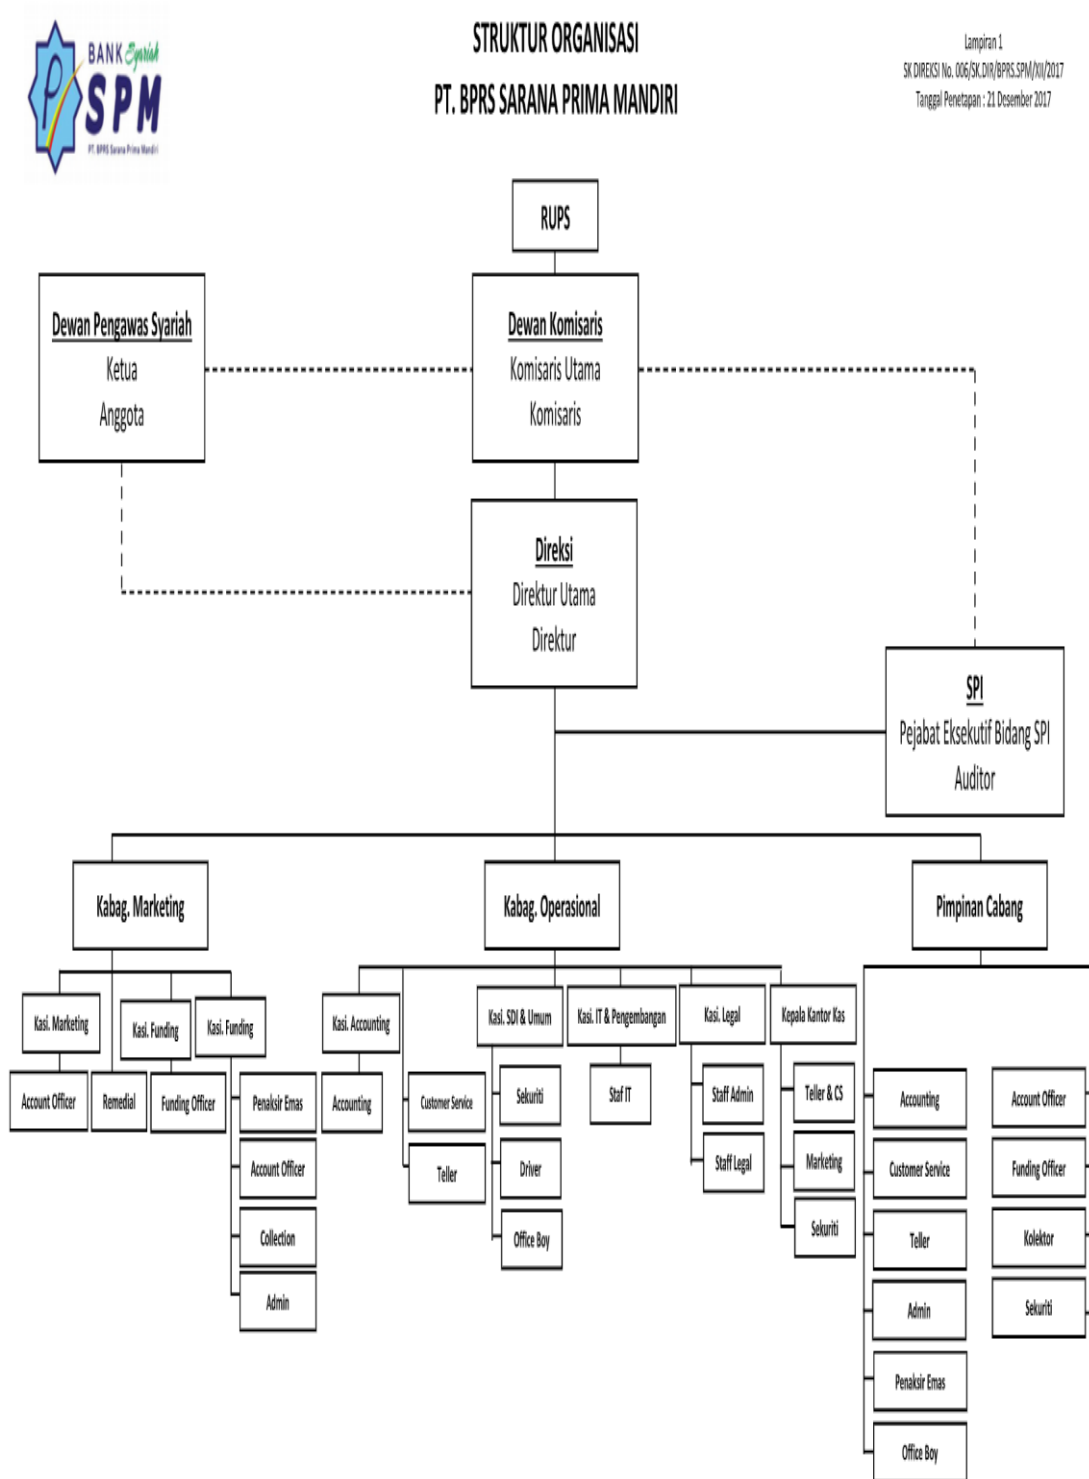 BANK Syariah
SPM
PT. BPRS Sarana Prima Mandiri
STRUKTUR ORGANISASI
PT. BPRS SARANA PRIMA MANDIRI
Lampiran 1
SK DIREKSI No. 006/SK.DIR/BPRS.SPM/XII/2017
Tanggal Penetapan : 21 Desember 2017
RUPS
Dewan Pengawas Syariah
Ketua
Anggota
Dewan Komisaris
Komisaris Utama
Komisaris
Direksi
Direktur Utama
Direktur
SPI
Pejabat Eksekutif Bidang SPI
Auditor
Kabag. Marketing
Kabag. Operasional
Pimpinan Cabang
Kasi. Marketing
Kasi. Funding
Kasi. Funding
Kasi. Accounting
Kasi. SDI & Umum
Kasi. IT & Pengembangan
Kasi. Legal
Kepala Kantor Kas
Account Officer
Remedial
Funding Officer
Penaksir Emas
Account Officer
Collection
Admin
Accounting
Customer Service
Teller
Sekuriti
Driver
Office Boy
Staf IT
Staff Admin
Staff Legal
Teller & CS
Marketing
Sekuriti
Accounting
Customer Service
Teller
Admin
Penaksir Emas
Office Boy
Account Officer
Funding Officer
Kolektor
Sekuriti